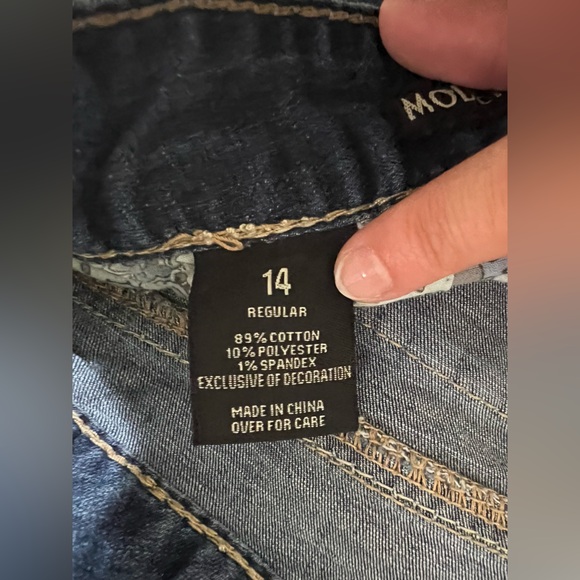 14
REGULAR
89% COTTON
10% POLYESTER
1% SPANDEX
EXCLUSIVE OF DECORATION
MADE IN CHINA
OVER FOR CARE